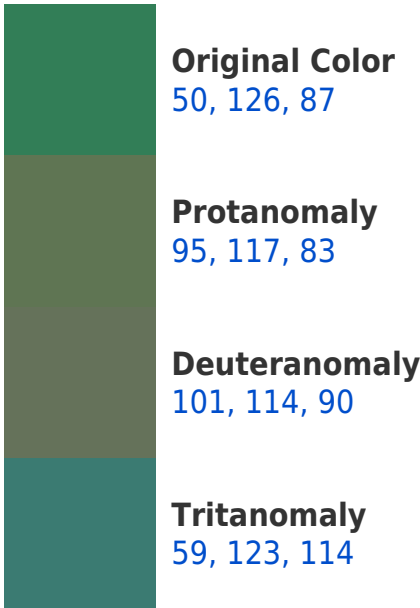 Original Color
50, 126, 87
Protanomaly
95, 117, 83
Deuteranomaly
101, 114, 90
Tritanomaly
59, 123, 114